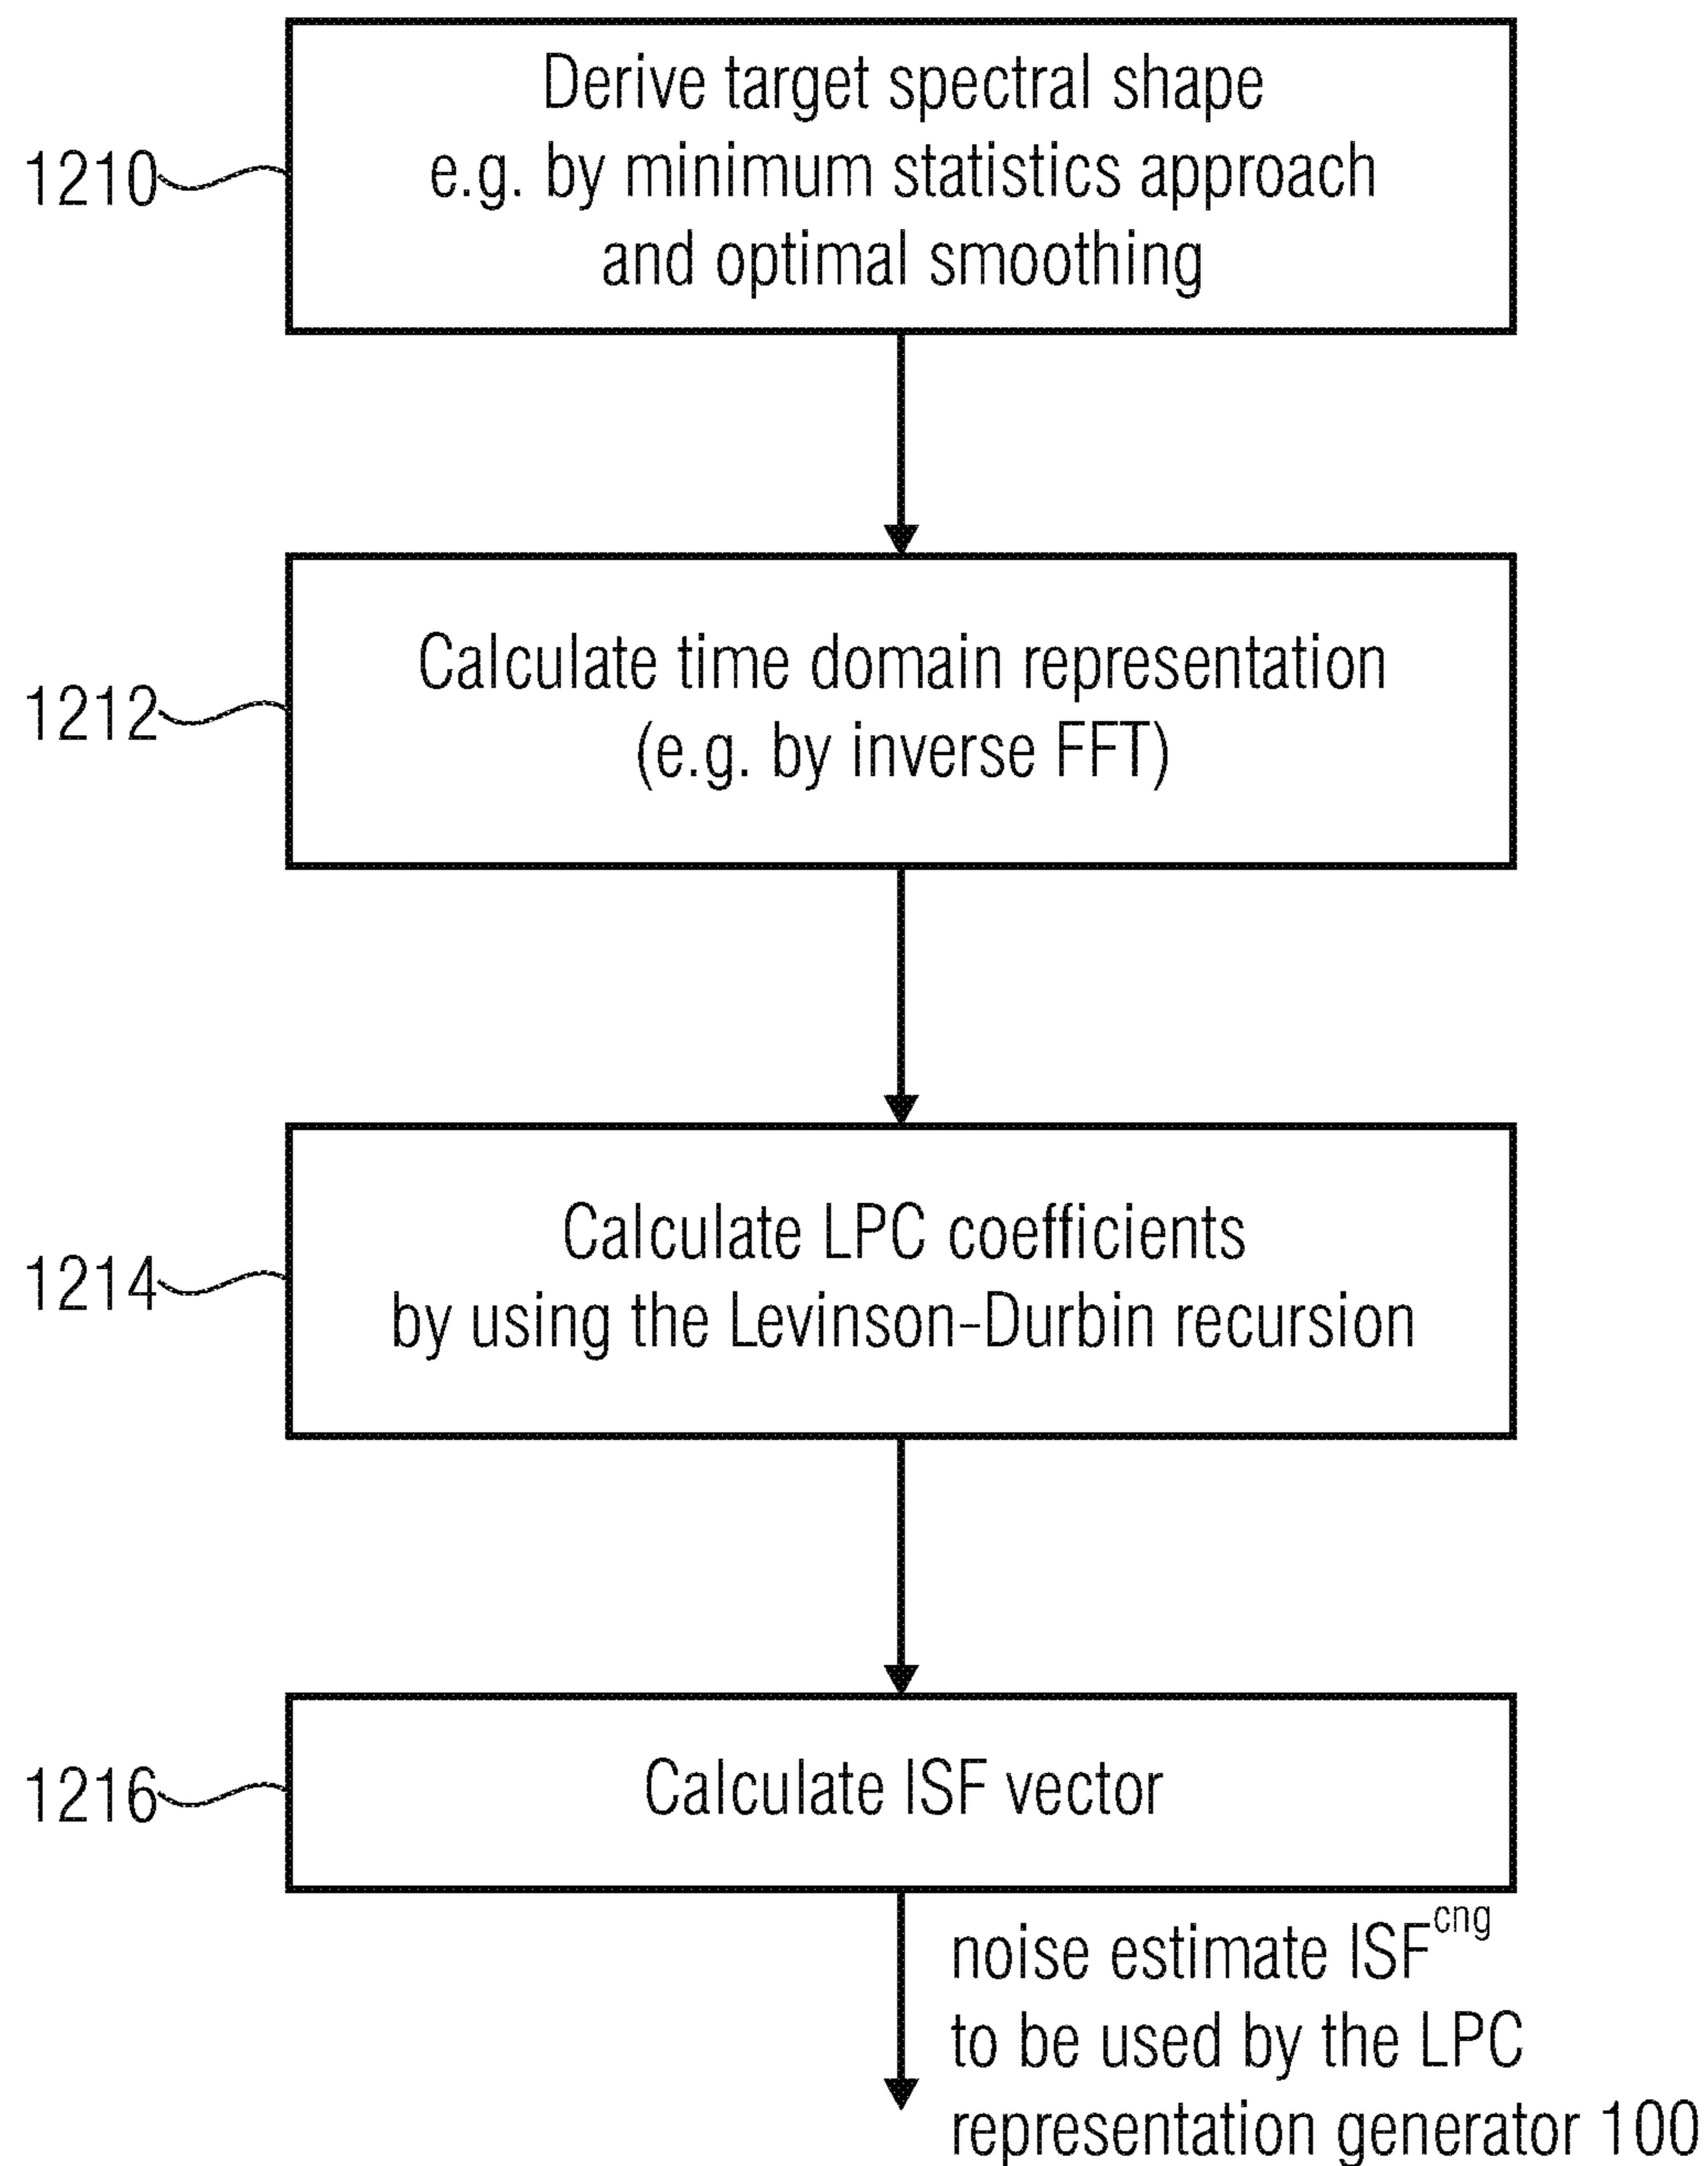 Derive target spectral shape
e.g. by minimum statistics approach
and optimal smoothing
1210
Calculate time domain representation
(e.g. by inverse FFT)
1212
Calculate LPC coefficients
by using the Levinson-Durbin recursion
1214
Calculate ISF vector
1216
noise estimate ISF^cng
to be used by the LPC
representation generator 100